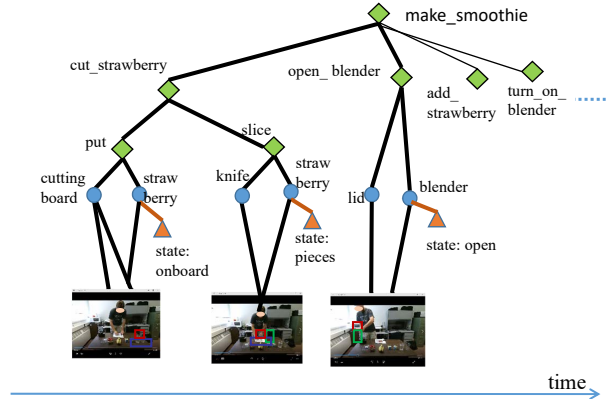 make_smoothie
cut_strawberry
open_ blender
add_
strawberry
turn_on_
blender
put
slice
cutting
board
straw
berry
knife
straw
berry
lid
blender
state:
onboard
state:
pieces
state: open
time